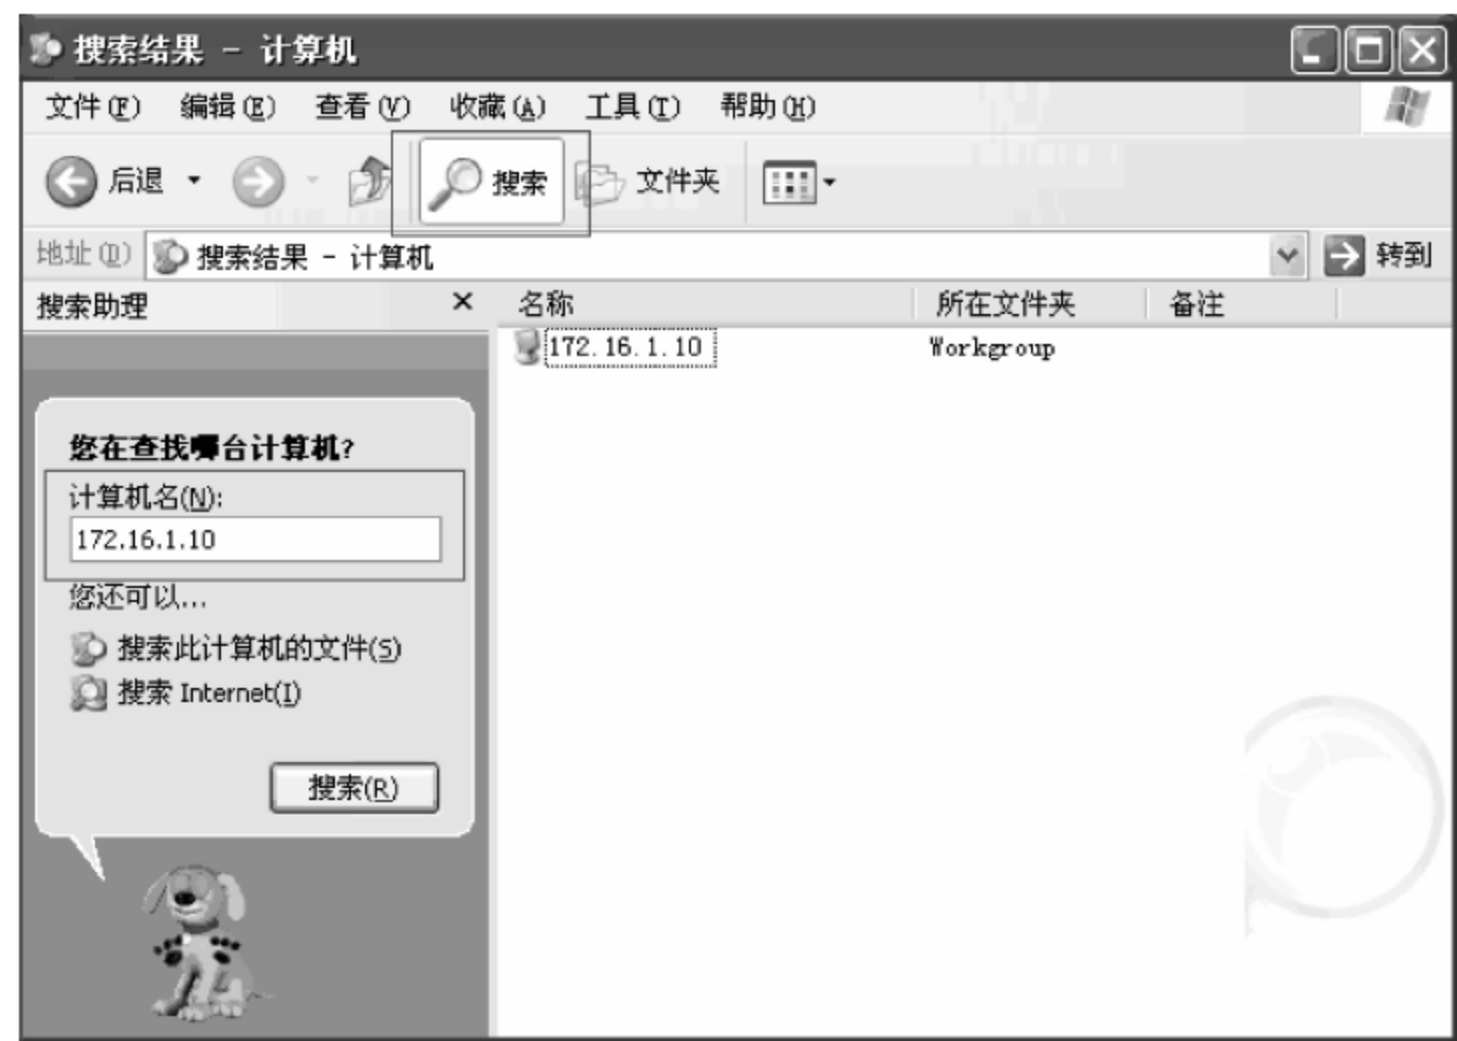 搜索结果 - 计算机
文件(F) 编辑(E) 查看(V) 收藏(A) 工具(T) 帮助(H)
后退 搜索 文件夹
地址(D) 搜索结果 - 计算机 转到
搜索助理 名称 所在文件夹 备注
172.16.1.10 Workgroup
您在查找哪台计算机?
计算机名(N):
172.16.1.10
您还可以...
搜索此计算机的文件(S)
搜索 Internet(I)
搜索(R)